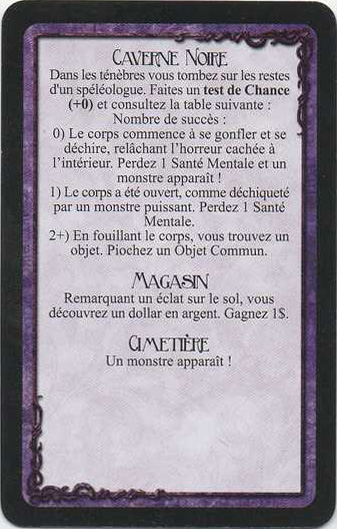 CAVERNE NOIRE
Dans les ténèbres vous tombez sur les restes
d'un spéléologue. Faites un test de Chance
(+0) et consultez la table suivante :
Nombre de succès :
0) Le corps commence à se gonfler et se
déchire, relâchant l'horreur cachée à
l'intérieur. Perdez 1 Santé Mentale et un
monstre apparaît !
1) Le corps a été ouvert, comme déchiqueté
par un monstre puissant. Perdez 1 Santé
Mentale.
2+) En fouillant le corps, vous trouvez un
objet. Piochez un Objet Commun.
MAGASIN
Remarquant un éclat sur le sol, vous
découvrez un dollar en argent. Gagnez 1$.
CIMETIÈRE
Un monstre apparaît !